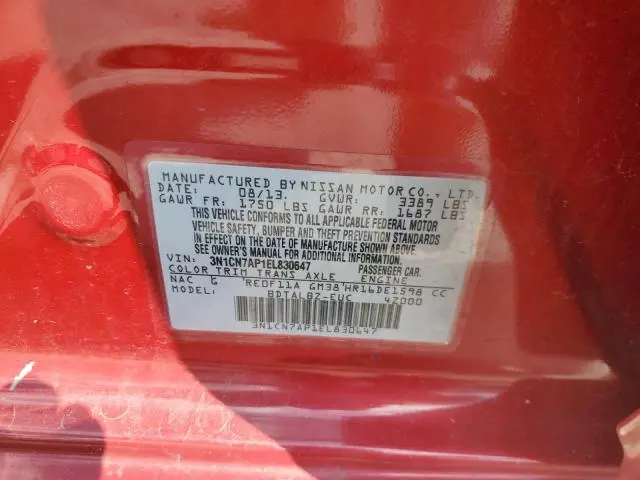 MANUFACTURED BY NISSAN MOTOR CO., LTD.
DATE: 08/13 GVWR: 3389 LBS
GAWR FR: 1750 LBS GAWR RR: 1687 LBS
THIS VEHICLE CONFORMS TO ALL APPLICABLE FEDERAL MOTOR
VEHICLE SAFETY, BUMPER AND THEFT PREVENTION STANDARDS
IN EFFECT ON THE DATE OF MANUFACTURE SHOWN ABOVE.
SEE OWNER'S MANUAL FOR ADDITIONAL INFORMATION
VIN: 3N1CN7AP1EL830647 PASSENGER CAR.
COLOR TRIM TRANS AXLE ENGINE
NAC G RE0F11A GM38 HR16DE1598 CC
MODEL: BDTALBZ-EUC 4Z000
3N1CN7AP1EL830647